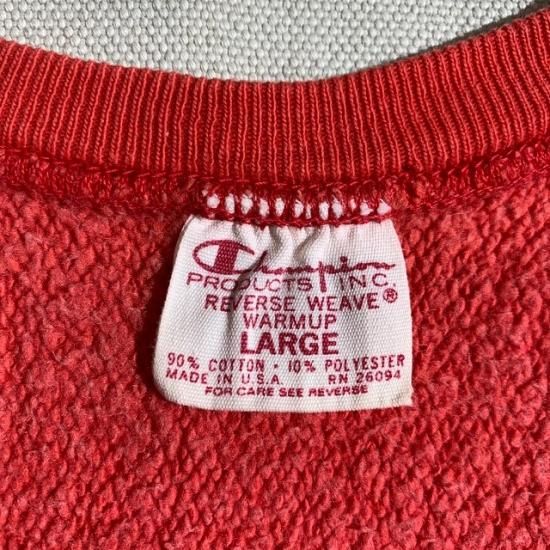 Champion
PRODUCTS INC.
REVERSE WEAVE®
WARMUP
LARGE
90% COTTON · 10% POLYESTER
MADE IN U.S.A. RN 26094
FOR CARE SEE REVERSE